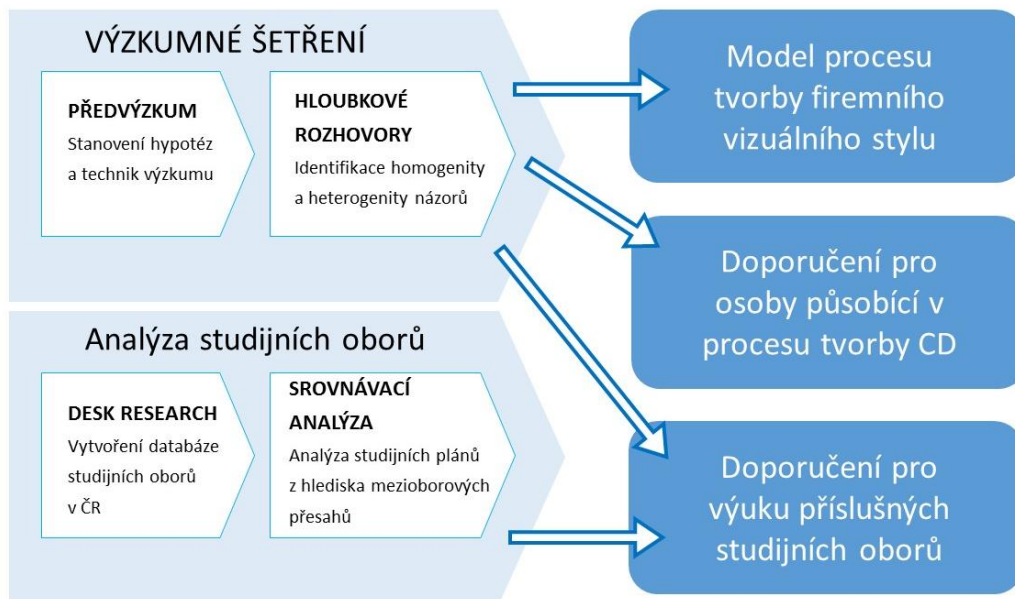 VÝZKUMNÉ ŠETŘENÍ
PŘEDVÝZKUM
Stanovení hypotéz
a technik výzkumu
HLOUBKOVÉ
ROZHOVORY
Identifikace homogenity
a heterogenity názorů
Analýza studijních oborů
DESK RESEARCH
Vytvoření databáze
studijních oborů
v ČR
SROVNÁVACÍ
ANALÝZA
Analýza studijních plánů
z hlediska mezioborových
přesahů
Model procesu
tvorby firemního
vizuálního stylu
Doporučení pro
osoby působící v
procesu tvorby CD
Doporučení pro
výuku příslušných
studijních oborů